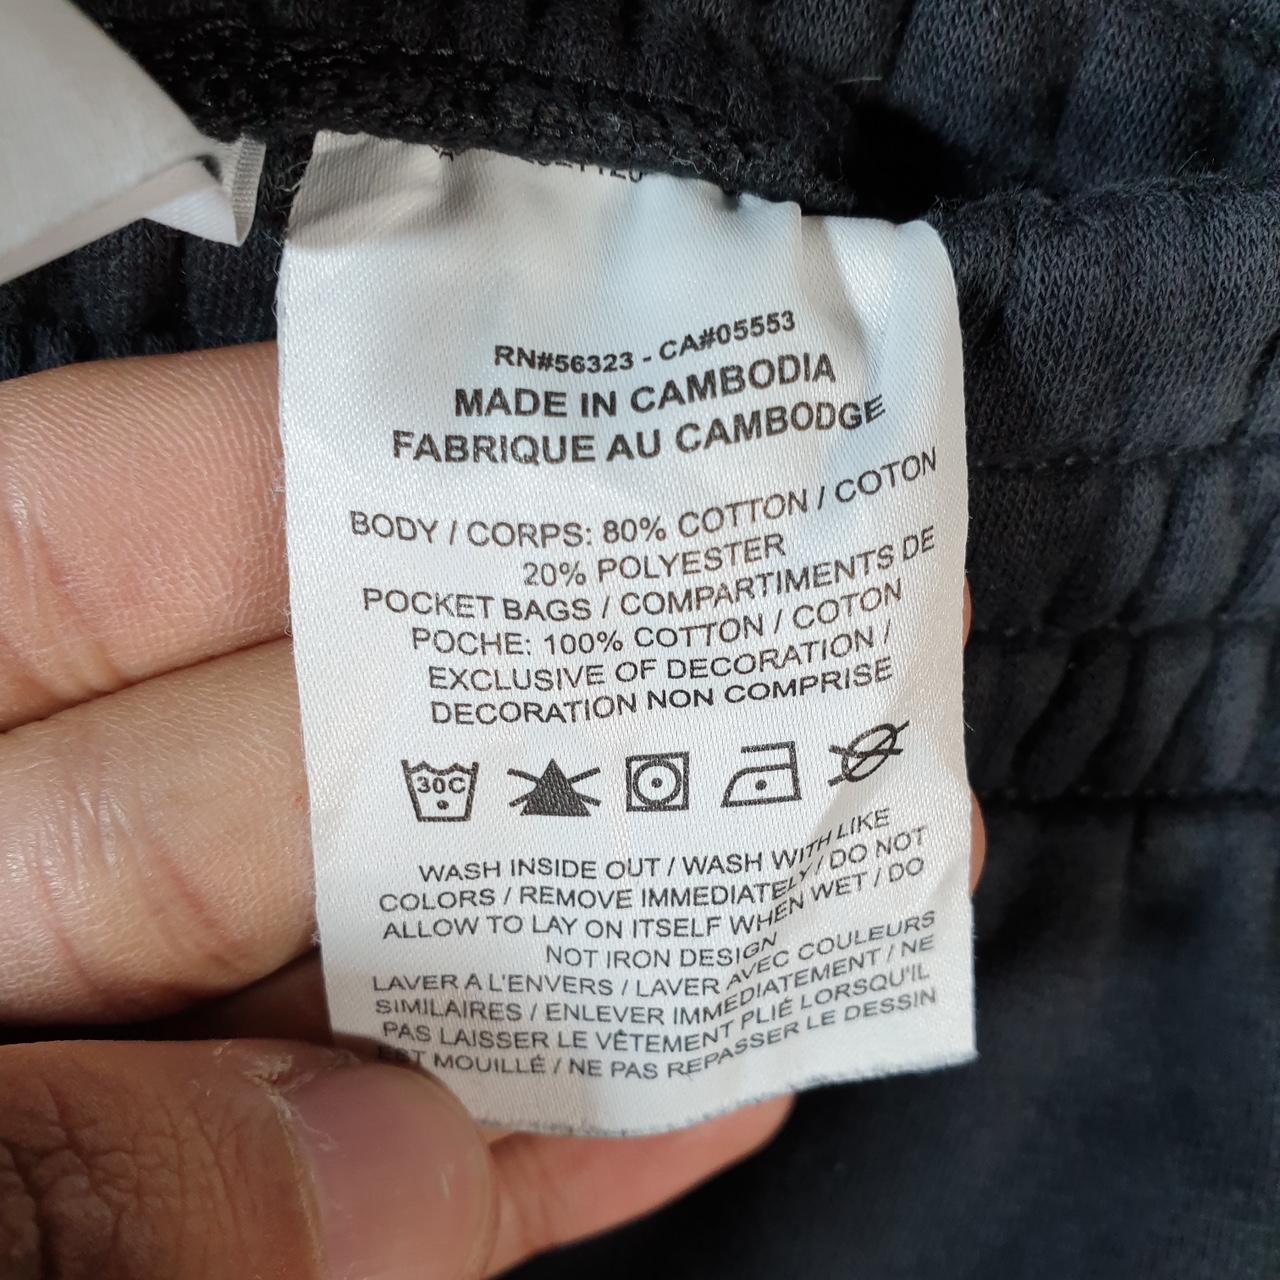 RN#56323 - CA#05553
MADE IN CAMBODIA
FABRIQUE AU CAMBODGE
BODY / CORPS: 80% COTTON / COTON
20% POLYESTER
POCKET BAGS / COMPARTIMENTS DE
POCHE: 100% COTTON / COTON
EXCLUSIVE OF DECORATION /
DECORATION NON COMPRISE
30C
WASH INSIDE OUT / WASH WITH LIKE
COLORS / REMOVE IMMEDIATELY / DO NOT
ALLOW TO LAY ON ITSELF WHEN WET / DO
NOT IRON DESIGN
LAVER A L'ENVERS / LAVER AVEC COULEURS
SIMILAIRES / ENLEVER IMMEDIATEMENT / NE
PAS LAISSER LE VÊTEMENT PLIÉ LORSQU'IL
EST MOUILLÉ / NE PAS REPASSER LE DESSIN